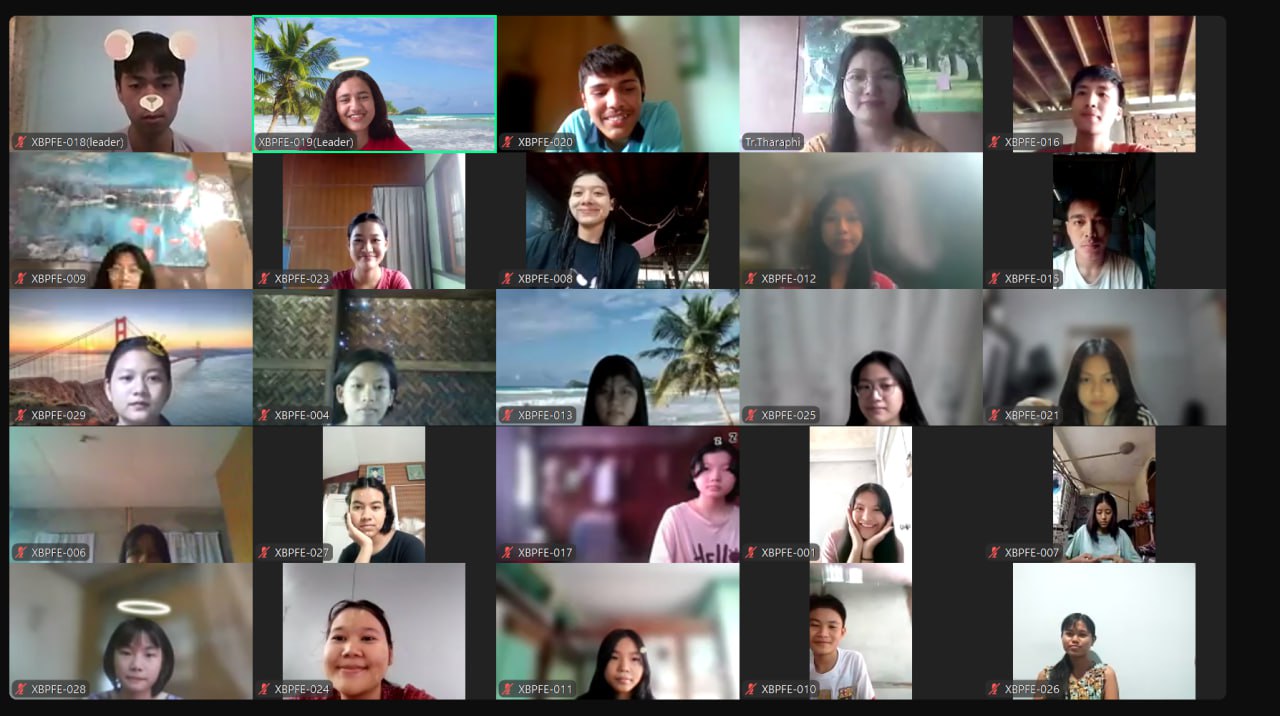 XBPFE-018(leader)
XBPFE-019(Leader)
XBPFE-020
Tr.Tharaphi
XBPFE-016
XBPFE-009
XBPFE-023
XBPFE-008
XBPFE-012
XBPFE-015
XBPFE-029
XBPFE-004
XBPFE-013
XBPFE-025
XBPFE-021
XBPFE-006
XBPFE-027
XBPFE-017
HELLO
XBPFE-001
XBPFE-007
XBPFE-028
XBPFE-024
XBPFE-011
XBPFE-010
XBPFE-026